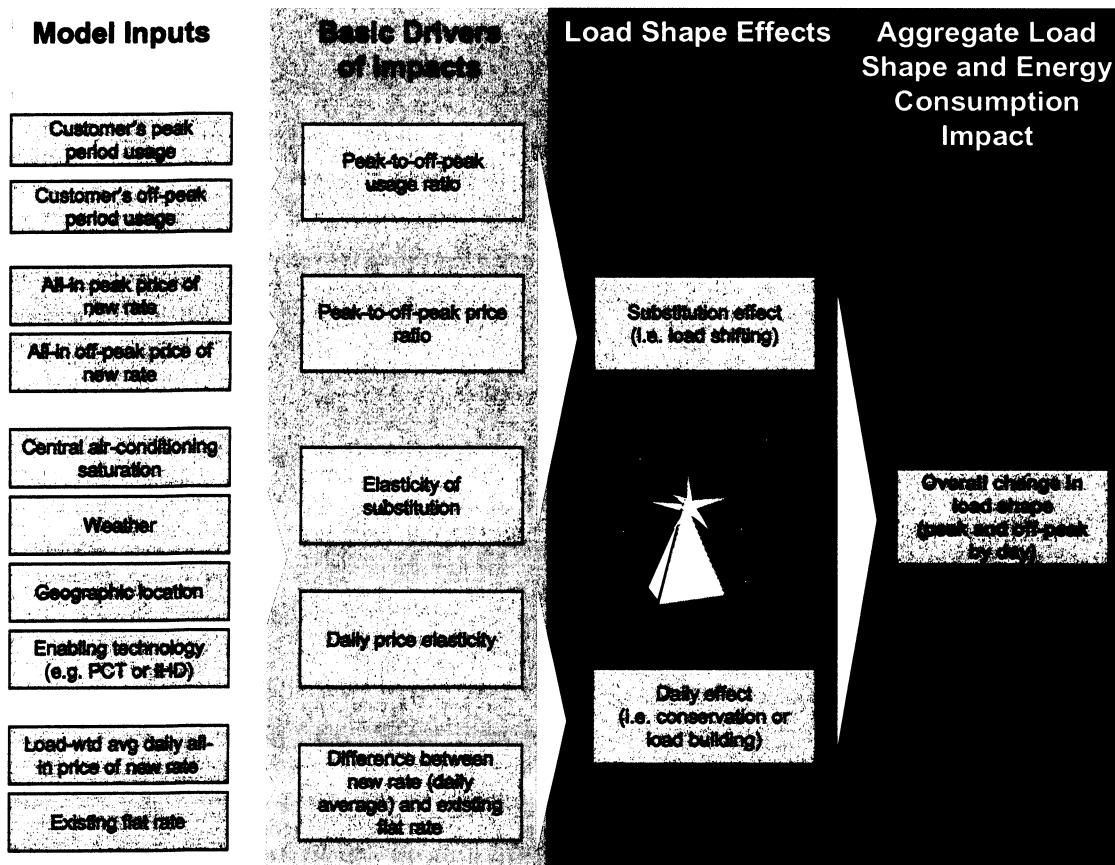 Model Inputs
Customer's peak
period usage
Customer's off-peak
period usage
All-in peak price of
new rate
All-in off-peak price of
new rate
Central air-conditioning
saturation
Weather
Geographic location
Enabling technology
(e.g. PCT or IHD)
Load-wtd avg daily all-
in price of new rate
Existing flat rate
Basic Drivers
of Impacts
Peak-to-off-peak
usage ratio
Peak-to-off-peak price
ratio
Elasticity of
substitution
Daily price elasticity
Difference between
new rate (daily
average) and existing
flat rate
Load Shape Effects
Substitution effect
(i.e. load shifting)
Daily effect
(i.e. conservation or
load building)
Aggregate Load
Shape and Energy
Consumption
Impact
Overall change in
load shape
(peak and off-peak
by day)